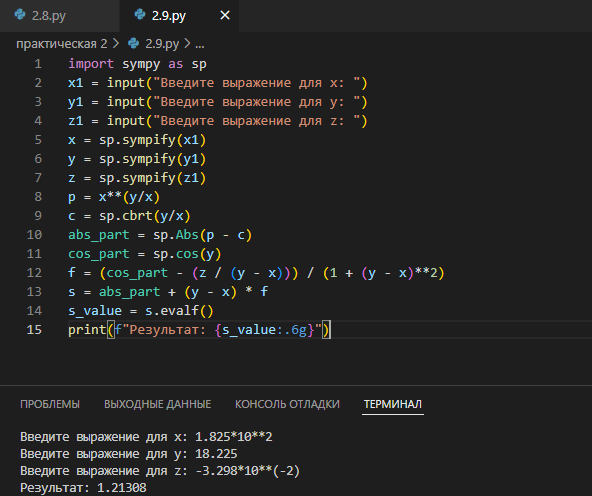 2.8.py 2.9.py ×
практическая 2 > 2.9.py > ...
1 import sympy as sp
2 x1 = input("Введите выражение для x: ")
3 y1 = input("Введите выражение для y: ")
4 z1 = input("Введите выражение для z: ")
5 x = sp.sympify(x1)
6 y = sp.sympify(y1)
7 z = sp.sympify(z1)
8 p = x**(y/x)
9 c = sp.cbrt(y/x)
10 abs_part = sp.Abs(p - c)
11 cos_part = sp.cos(y)
12 f = (cos_part - (z / (y - x))) / (1 + (y - x)**2)
13 s = abs_part + (y - x) * f
14 s_value = s.evalf()
15 print(f"Результат: {s_value:.6g}")
ПРОБЛЕМЫ ВЫХОДНЫЕ ДАННЫЕ КОНСОЛЬ ОТЛАДКИ ТЕРМИНАЛ
Введите выражение для x: 1.825*10**2
Введите выражение для y: 18.225
Введите выражение для z: -3.298*10**(-2)
Результат: 1.21308